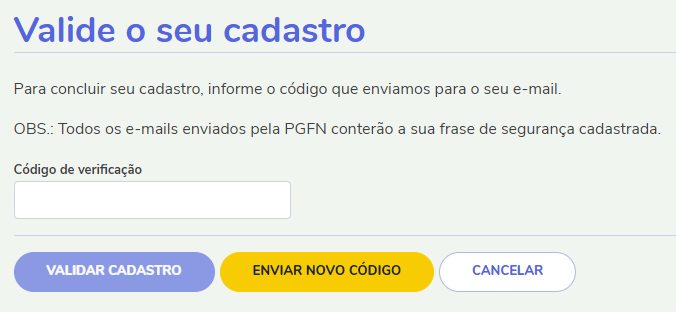 Valide o seu cadastro
Para concluir seu cadastro, informe o código que enviamos para o seu e-mail.
OBS.: Todos os e-mails enviados pela PGFN conterão a sua frase de segurança cadastrada.
Código de verificação
VALIDAR CADASTRO ENVIAR NOVO CÓDIGO CANCELAR